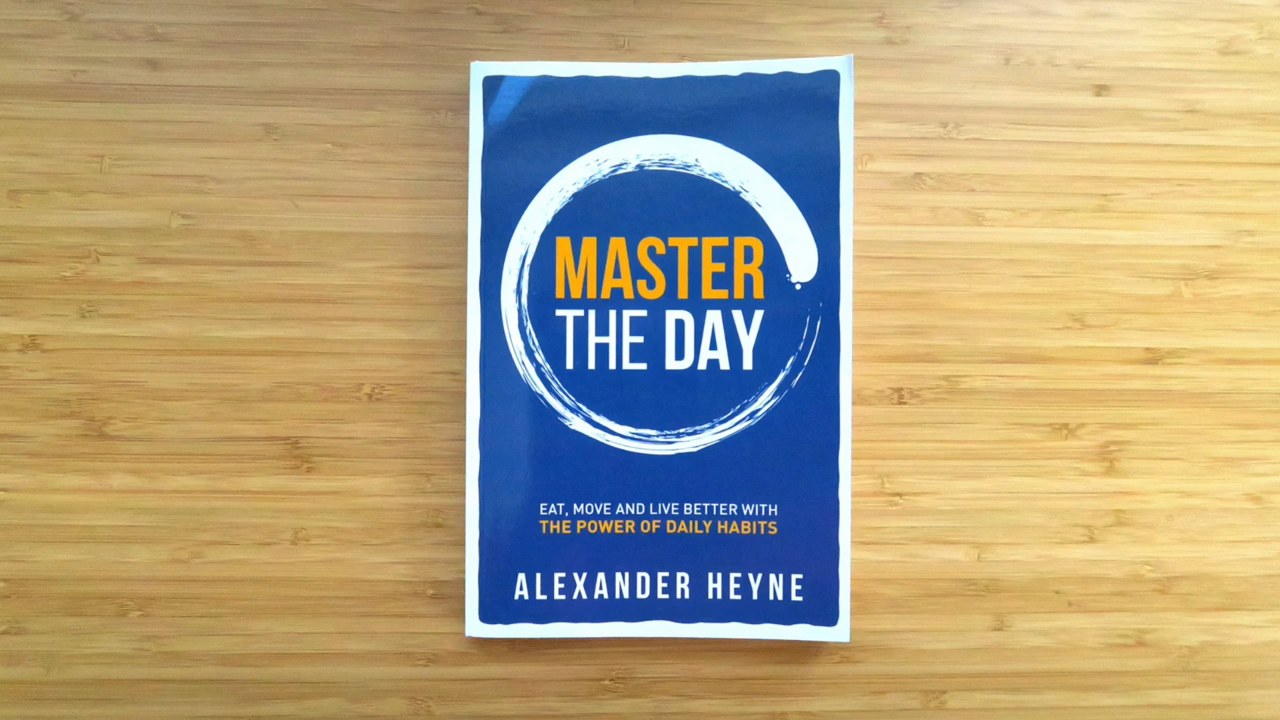 MASTER
THE DAY
EAT, MOVE AND LIVE BETTER WITH
THE POWER OF DAILY HABITS
ALEXANDER HEYNE